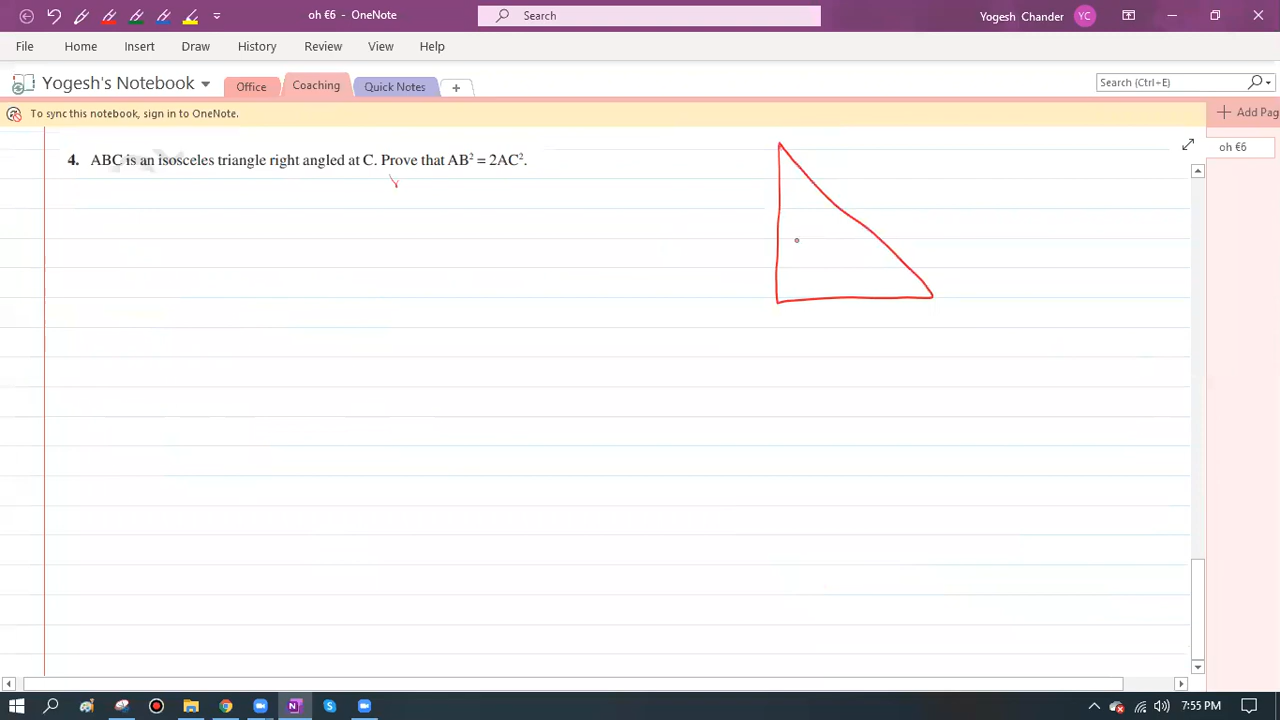 oh €6 - OneNote
Search
Yogesh Chander
YC
File
Home
Insert
Draw
History
Review
View
Help
Yogesh's Notebook
Office
Coaching
Quick Notes
+
Search (Ctrl+E)
To sync this notebook, sign in to OneNote.
Add Pag
oh €6
4. ABC is an isosceles triangle right angled at C. Prove that AB² = 2AC².
7:55 PM